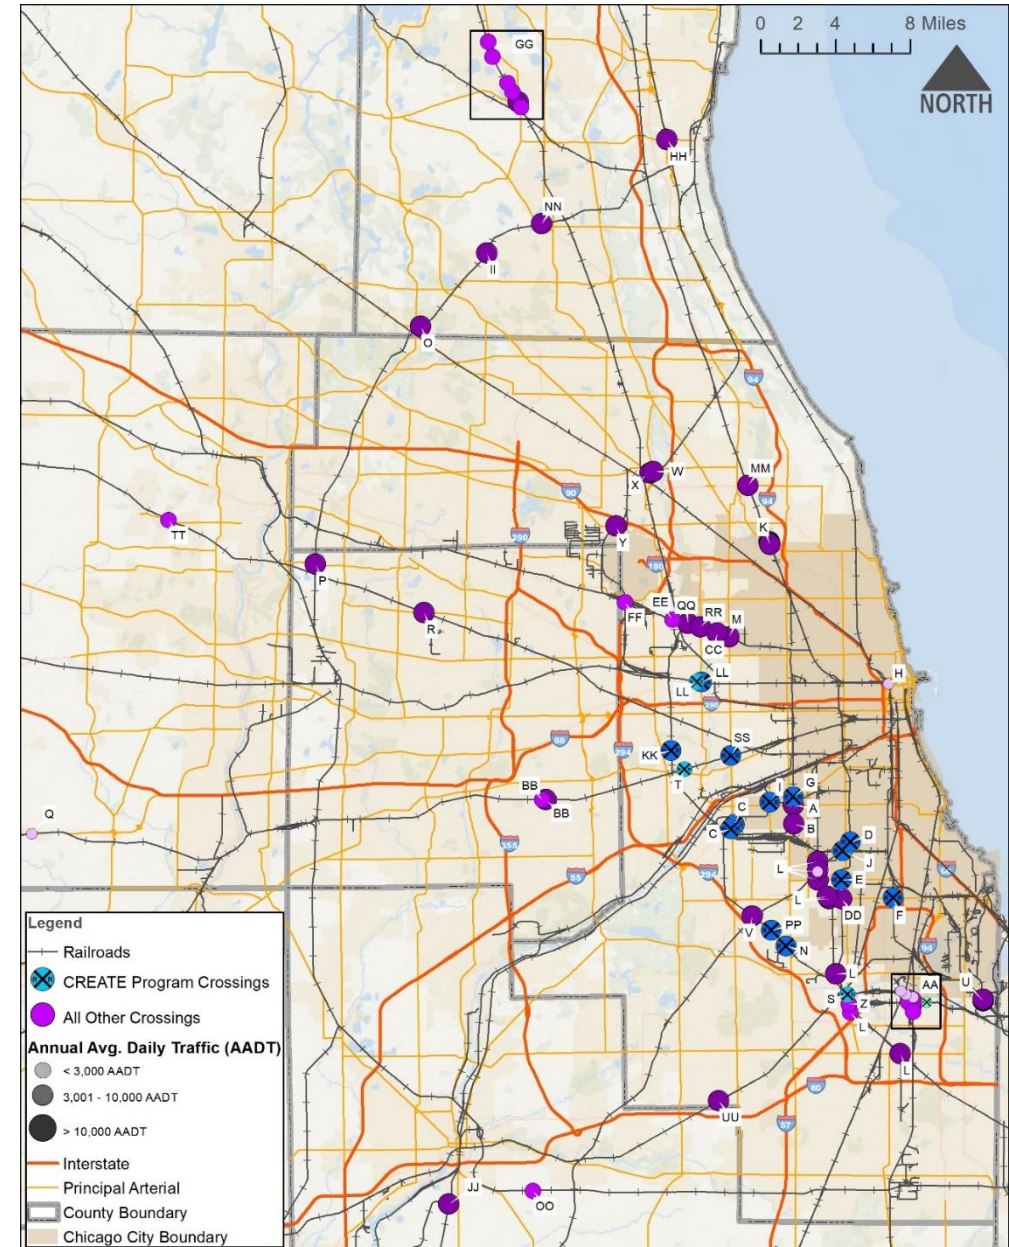 0 2 4 8 Miles
NORTH
GG
HH
NN
II
O
94
MM
W
X
90
94
K
TT
Y
290
190
P
EE
QQ
RR
M
FF
CC
R
LL
H
LL
290
SS
88
294
KK
T
BB
BB
G
I
A
C
Q
B
C
D
J
355
L
E
55
294
L
DD
F
V
PP
N
94
L
AA
U
S
Z
L
L
80
UU
57
JJ
OO
Legend
Railroads
CREATE Program Crossings
All Other Crossings
Annual Avg. Daily Traffic (AADT)
< 3,000 AADT
3,001 - 10,000 AADT
> 10,000 AADT
Interstate
Principal Arterial
County Boundary
Chicago City Boundary